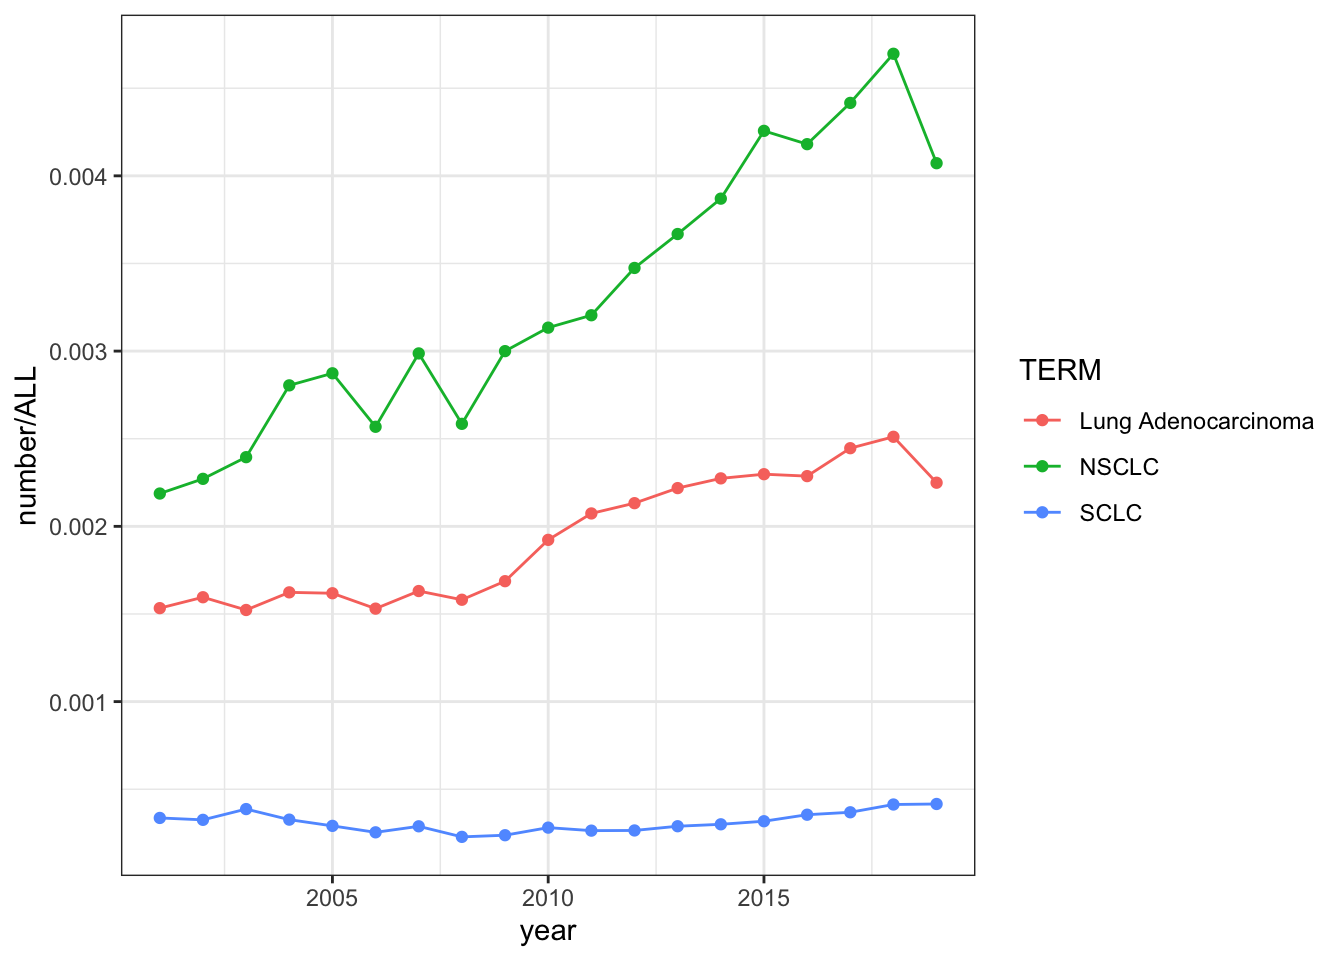 0.004
0.003
0.002
0.001
number/ALL
2005
2010
2015
year
TERM
Lung Adenocarcinoma
NSCLC
SCLC